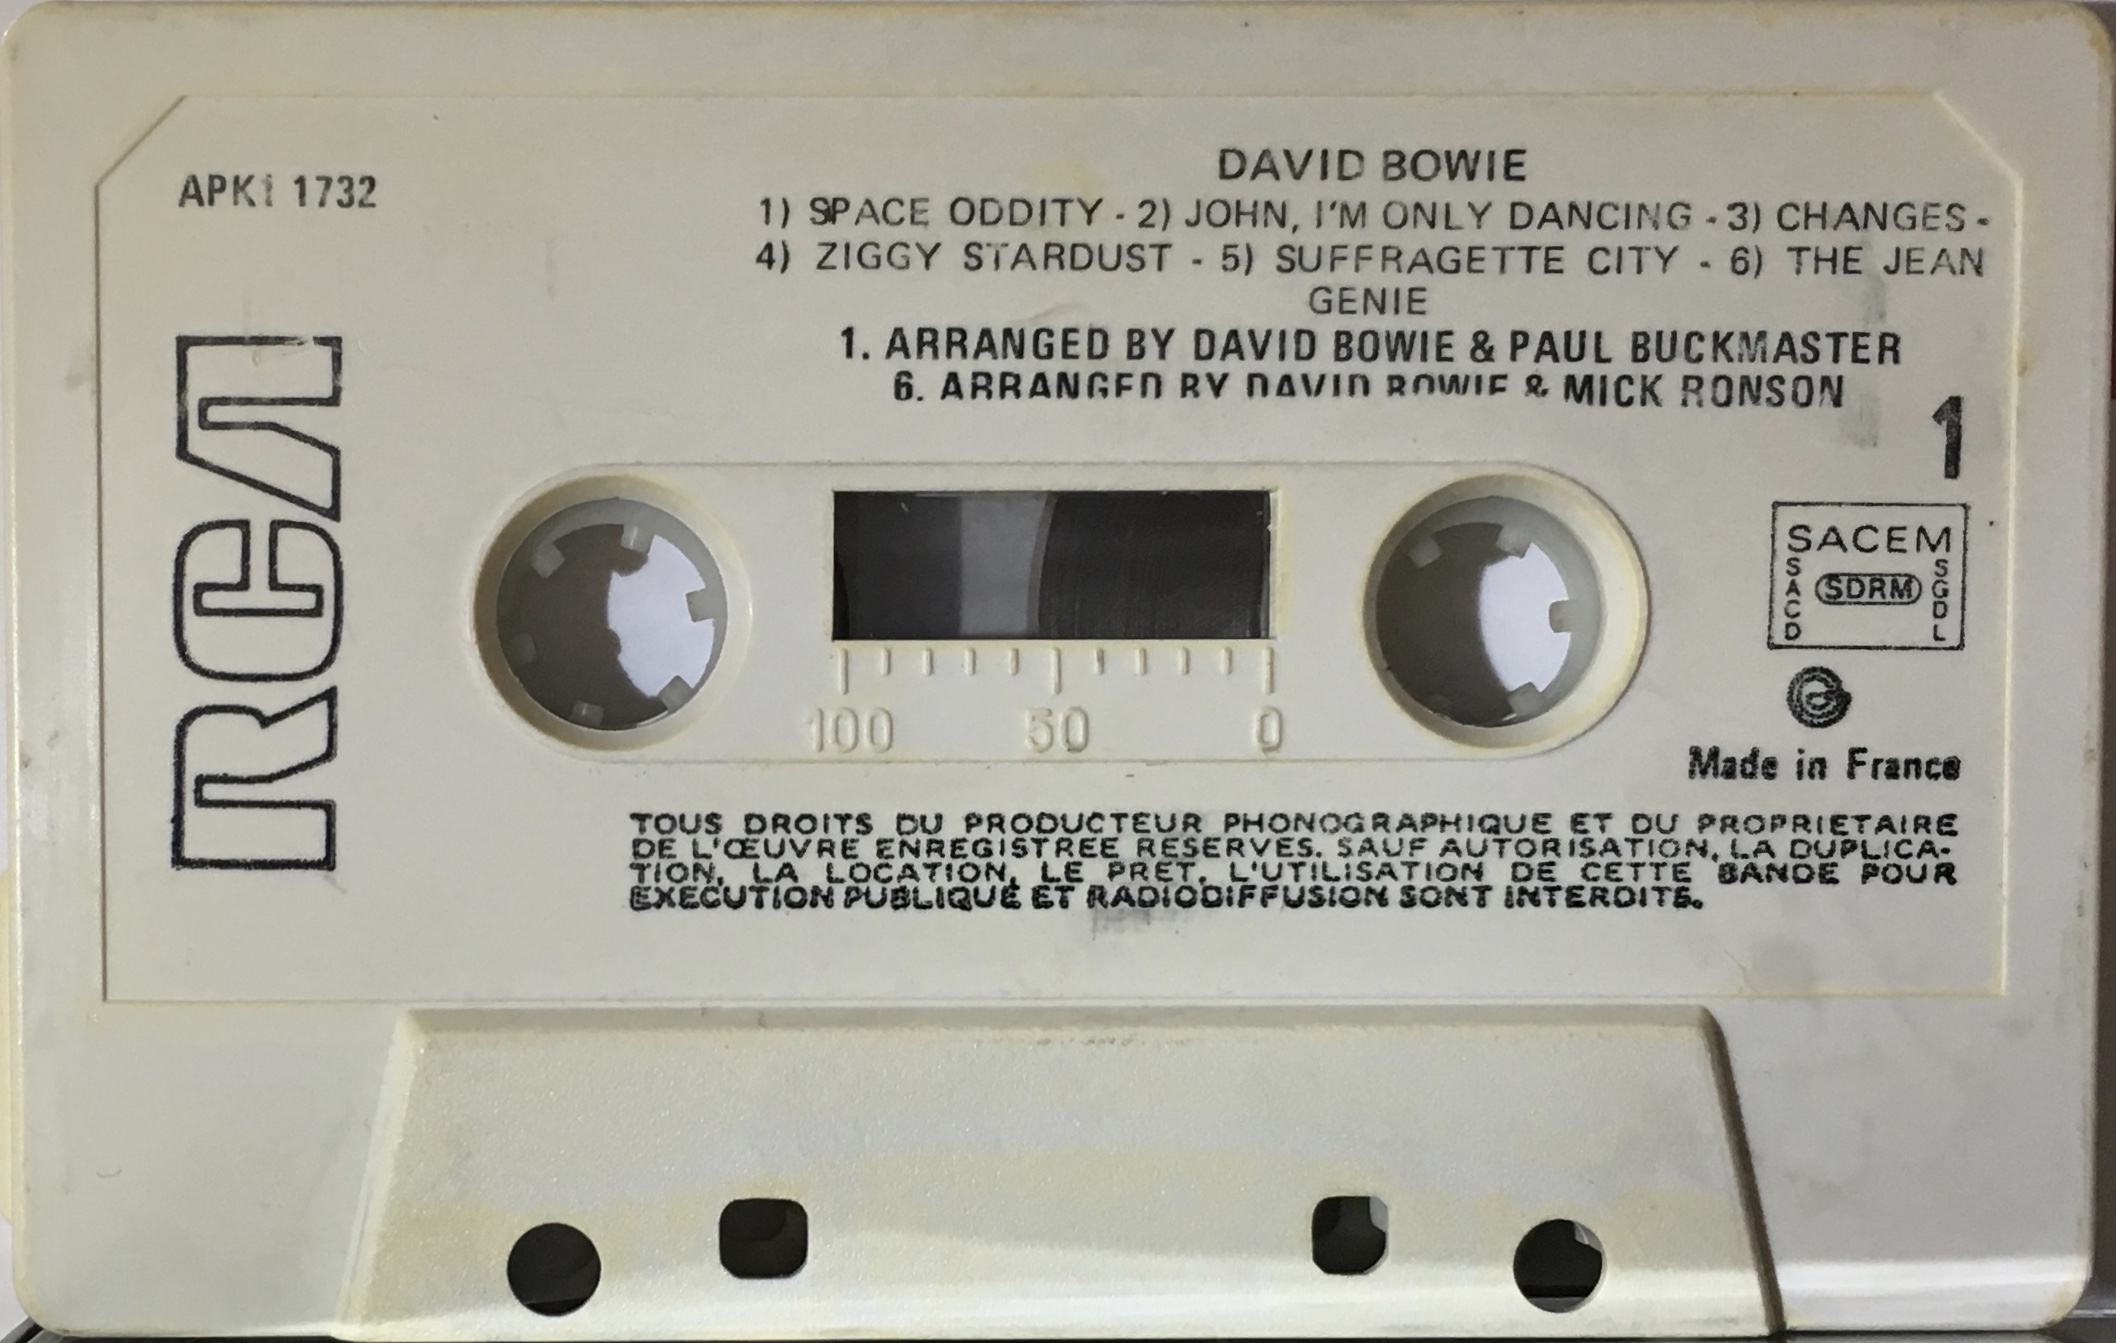 APK1 1732
DAVID BOWIE
1) SPACE ODDITY - 2) JOHN, I'M ONLY DANCING - 3) CHANGES -
4) ZIGGY STARDUST - 5) SUFFRAGETTE CITY - 6) THE JEAN
GENIE
1. ARRANGED BY DAVID BOWIE & PAUL BUCKMASTER
6. ARRANGED BY DAVID BOWIE & MICK RONSON
1
RCA
SACEM
SACD
SDRM
SGDL
100 50 0
Made in France
TOUS DROITS DU PRODUCTEUR PHONOGRAPHIQUE ET DU PROPRIETAIRE
DE L'ŒUVRE ENREGISTREE RESERVES. SAUF AUTORISATION, LA DUPLICA-
TION, LA LOCATION, LE PRET, L'UTILISATION DE CETTE BANDE POUR
EXECUTION PUBLIQUE ET RADIODIFFUSION SONT INTERDITS.